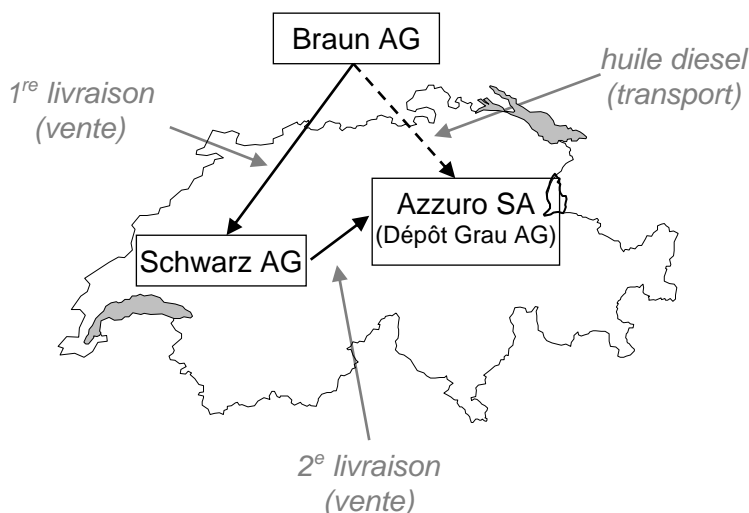 Braun AG
1re livraison
(vente)
huile diesel
(transport)
Azzuro SA
(Dépôt Grau AG)
Schwarz AG
2e livraison
(vente)